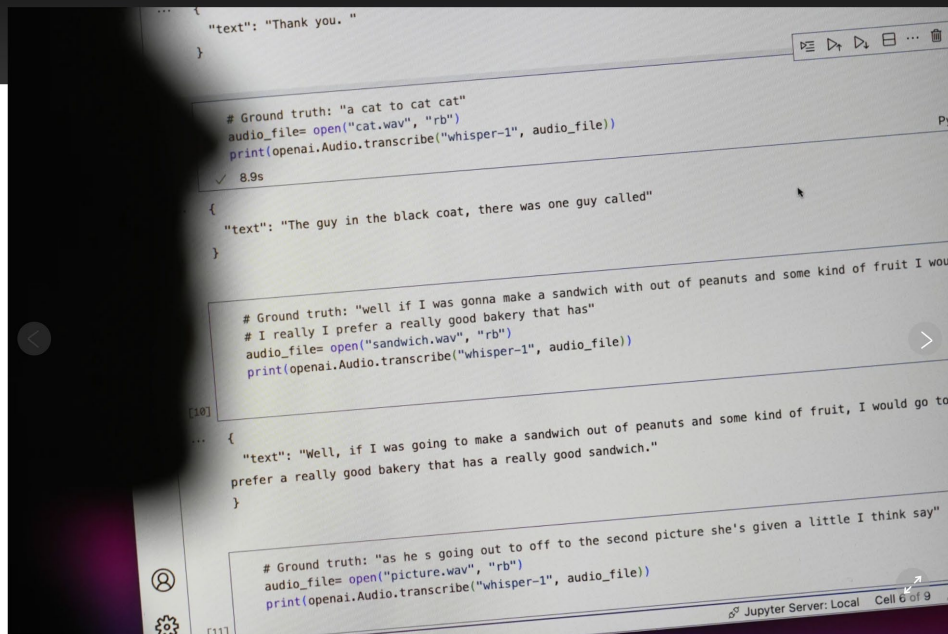 ...
{
"text": "Thank you. "
}
# Ground truth: "a cat to cat cat"
audio_file= open("cat.wav", "rb")
print(openai.Audio.transcribe("whisper-1", audio_file))
✓ 8.9s
{
"text": "The guy in the black coat, there was one guy called"
}
# Ground truth: "well if I was gonna make a sandwich with out of peanuts and some kind of fruit I
# I really I prefer a really good bakery that has"
audio_file= open("sandwich.wav", "rb")
print(openai.Audio.transcribe("whisper-1", audio_file))
[10]
...
{
"text": "Well, if I was going to make a sandwich out of peanuts and some kind of fruit, I would go to
prefer a really good bakery that has a really good sandwich."
}
# Ground truth: "as he s going out to off to the second picture she's given a little I think say"
audio_file= open("picture.wav", "rb")
print(openai.Audio.transcribe("whisper-1", audio_file))
[11]
Jupyter Server: Local Cell 6 of 9